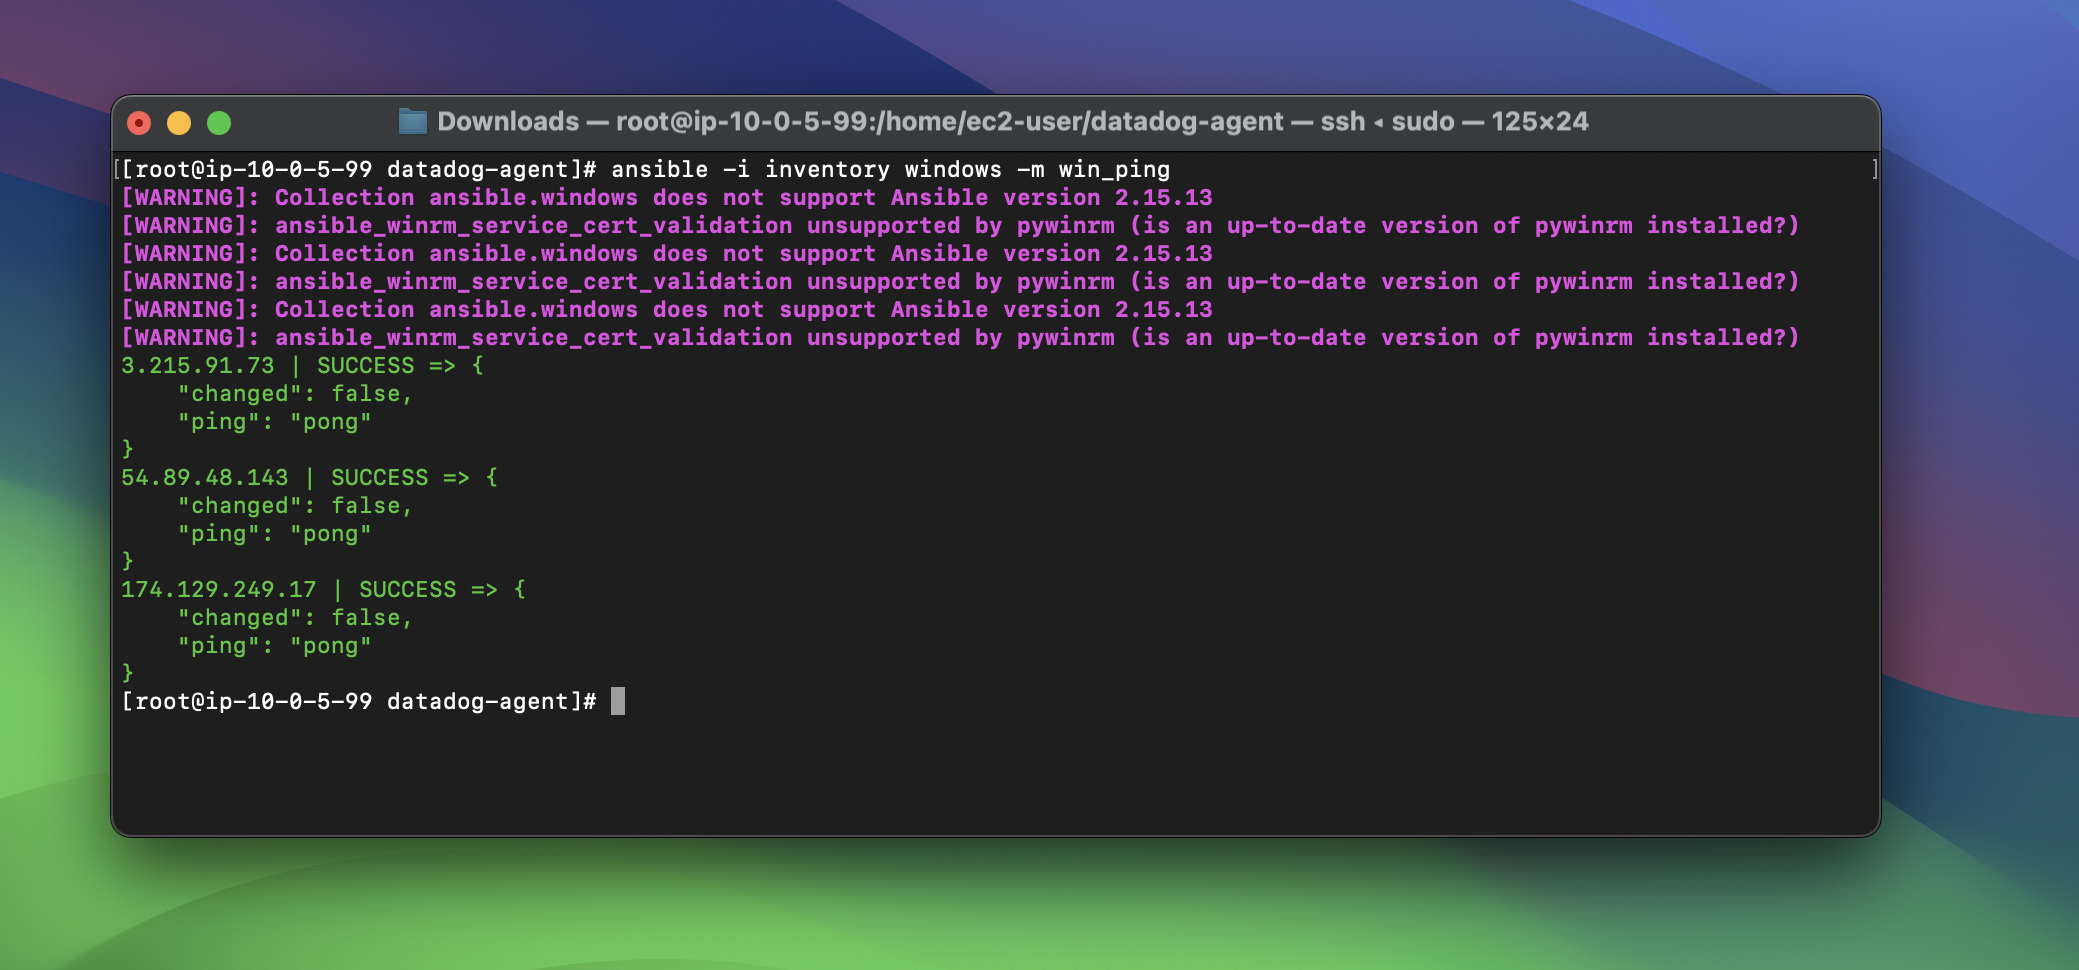 Downloads — root@ip-10-0-5-99:/home/ec2-user/datadog-agent — ssh ◂ sudo — 125×24
[[root@ip-10-0-5-99 datadog-agent]# ansible -i inventory windows -m win_ping ]
[WARNING]: Collection ansible.windows does not support Ansible version 2.15.13
[WARNING]: ansible_winrm_service_cert_validation unsupported by pywinrm (is an up-to-date version of pywinrm installed?)
[WARNING]: Collection ansible.windows does not support Ansible version 2.15.13
[WARNING]: ansible_winrm_service_cert_validation unsupported by pywinrm (is an up-to-date version of pywinrm installed?)
[WARNING]: Collection ansible.windows does not support Ansible version 2.15.13
[WARNING]: ansible_winrm_service_cert_validation unsupported by pywinrm (is an up-to-date version of pywinrm installed?)
3.215.91.73 | SUCCESS => {
    "changed": false,
    "ping": "pong"
}
54.89.48.143 | SUCCESS => {
    "changed": false,
    "ping": "pong"
}
174.129.249.17 | SUCCESS => {
    "changed": false,
    "ping": "pong"
}
[root@ip-10-0-5-99 datadog-agent]#